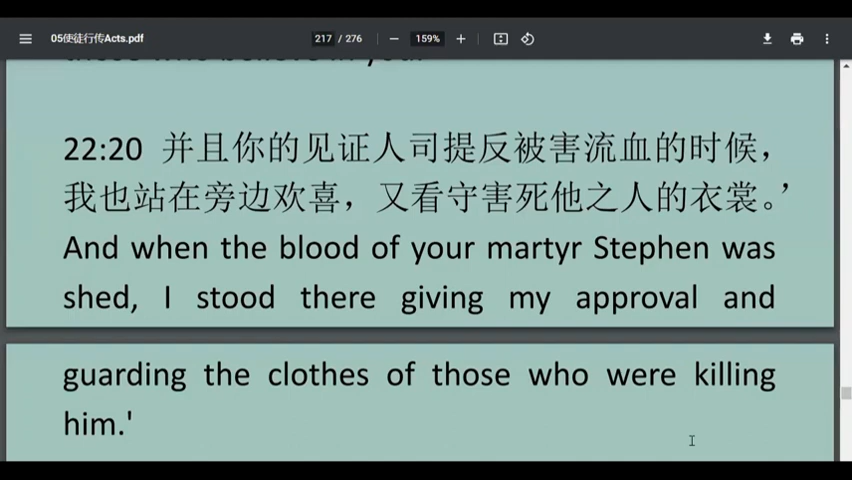 05使徒行传Acts.pdf
217 / 276
159%
22:20 并且你的见证人司提反被害流血的时候，
我也站在旁边欢喜，又看守害死他之人的衣裳。’
And when the blood of your martyr Stephen was
shed, I stood there giving my approval and
guarding the clothes of those who were killing
him.'